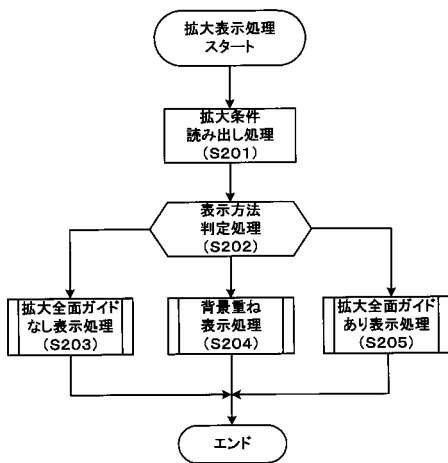 拡大表示処理
スタート
拡大条件
読み出し処理
(S201)
表示方法
判定処理
(S202)
拡大全面ガイド
なし表示処理
(S203)
背景重ね
表示処理
(S204)
拡大全面ガイド
あり表示処理
(S205)
エンド